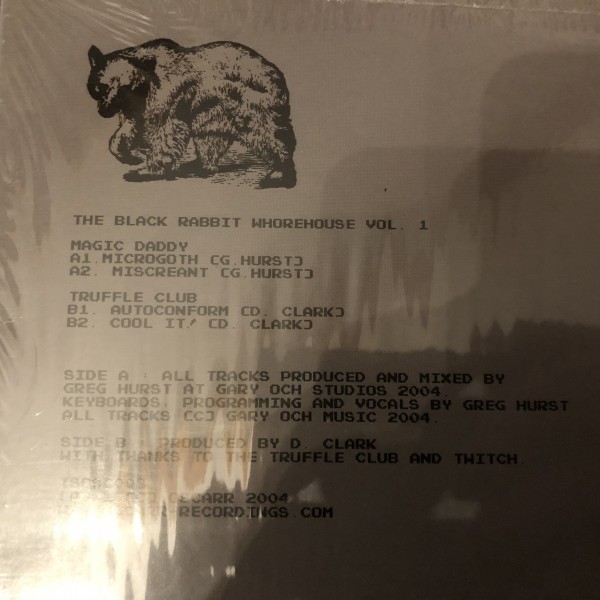 THE BLACK RABBIT WHOREHOUSE VOL. 1
MAGIC DADDY
A1.MICROGOTH [G.HURST]
A2. MISCREANT [G.HURST]
TRUFFLE CLUB
B1. AUTOCONFORM [D. CLARK]
B2. COOL IT! [D. CLARK]
SIDE A : ALL TRACKS PRODUCED AND MIXED BY
GREG HURST AT GARY OCH STUDIOS 2004.
KEYBOARDS, PROGRAMMING AND VOCALS BY GREG HURST
ALL TRACKS [C] GARY OCH MUSIC 2004.
SIDE B : PRODUCED BY D. CLARK
WITH THANKS TO THE TRUFFLE CLUB AND TWITCH.
2004